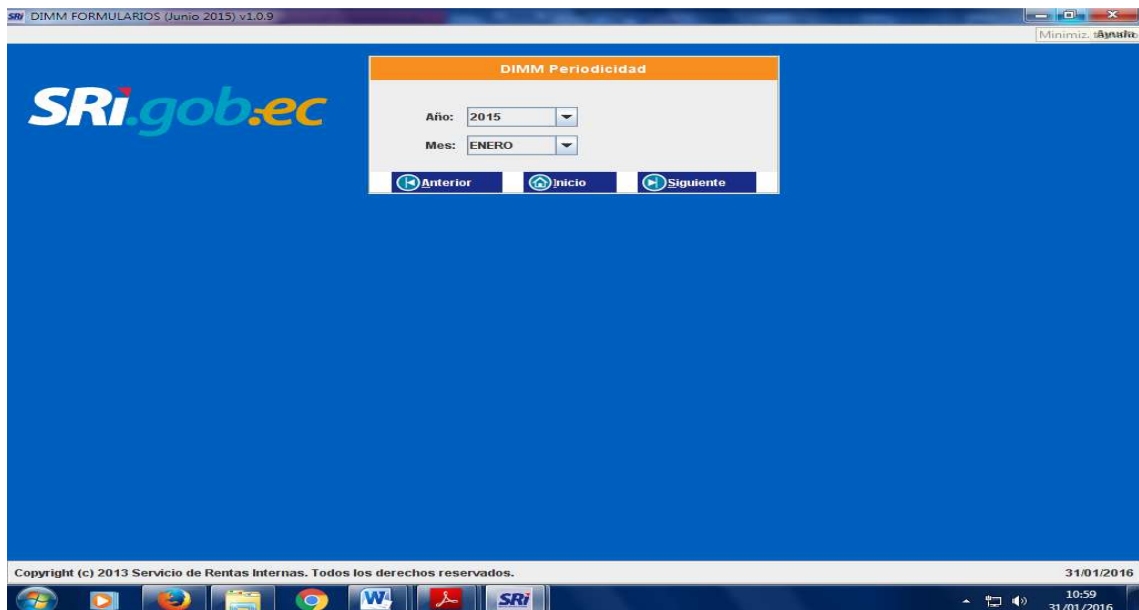 SRi DIMM FORMULARIOS (Junio 2015) v1.0.9
Minimiz.
DIMM Periodicidad
SRi.gob.ec
Año: 2015
Mes: ENERO
Anterior Inicio Siguiente
Copyright (c) 2013 Servicio de Rentas Internas. Todos los derechos reservados. 31/01/2016
W SRi 10:59
31/01/2016